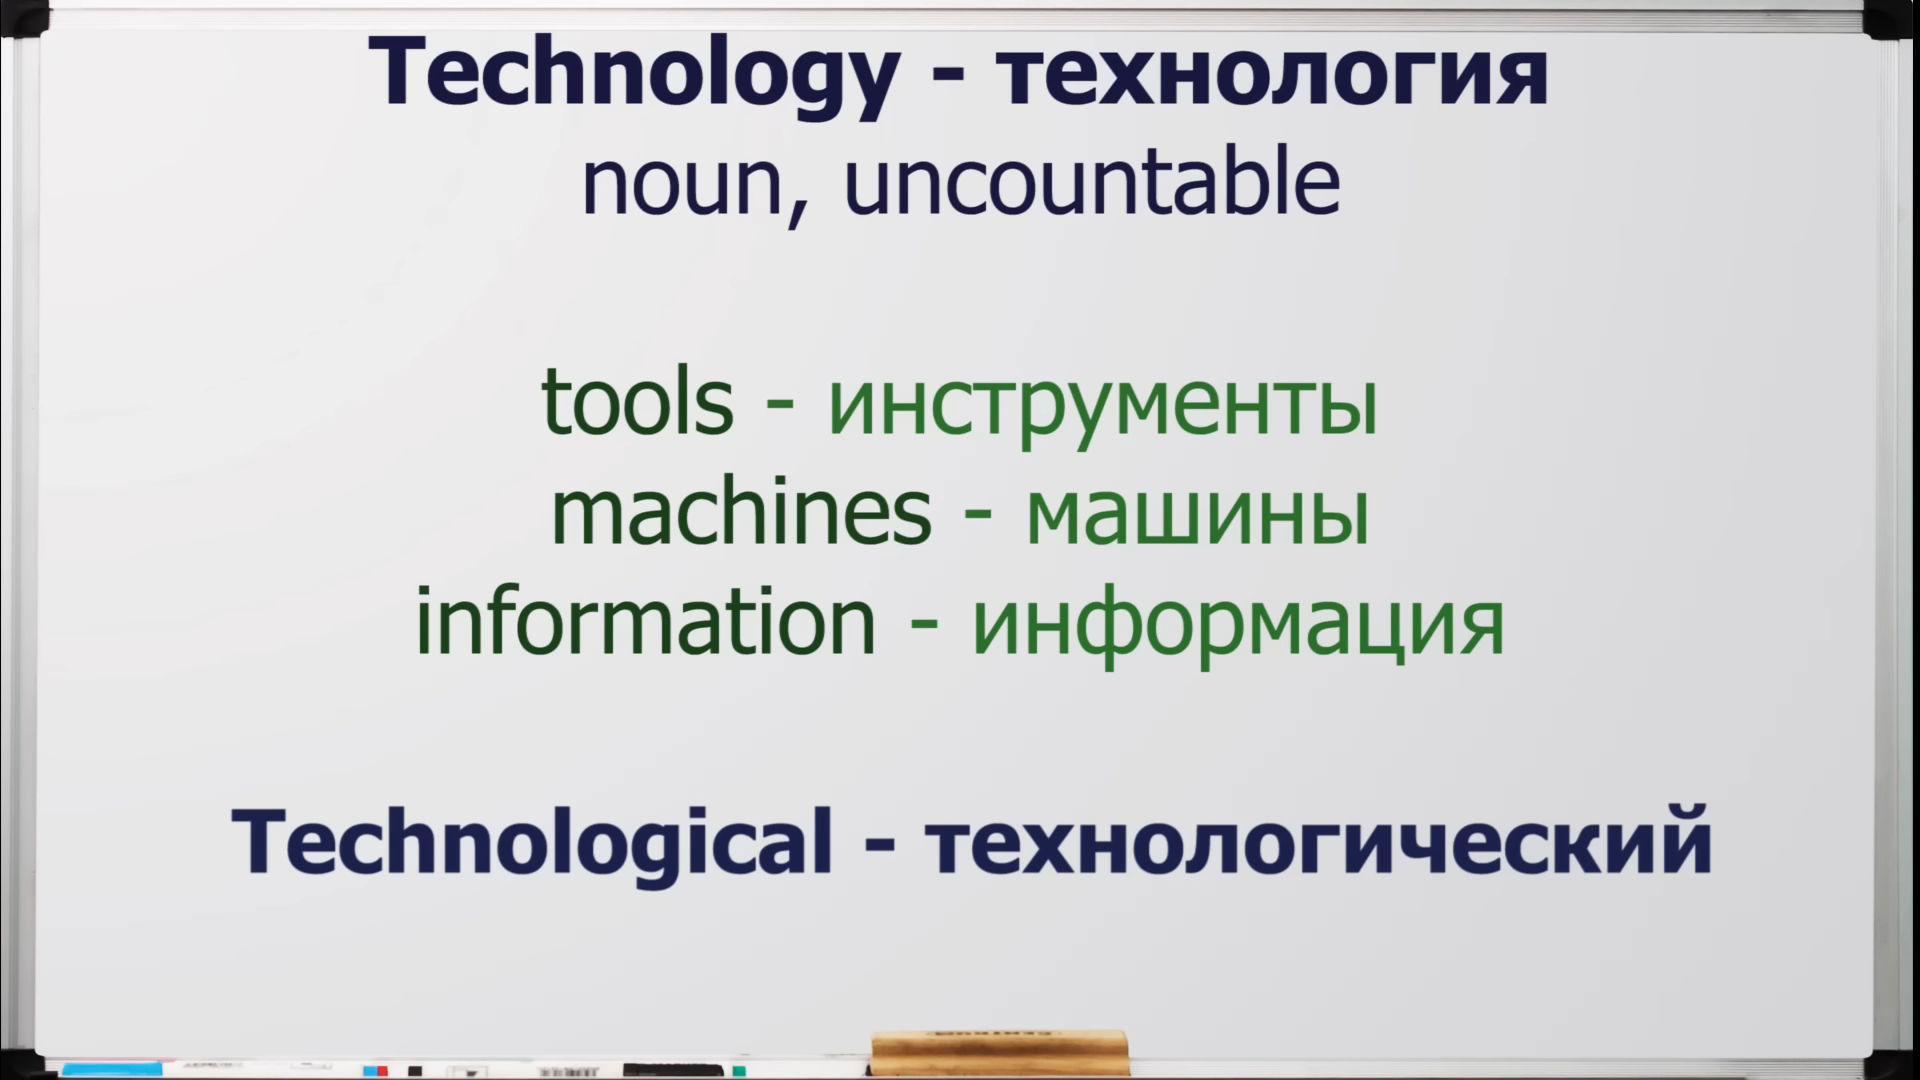 Technology - технология
noun, uncountable
tools - инструменты
machines - машины
information - информация
Technological - технологический